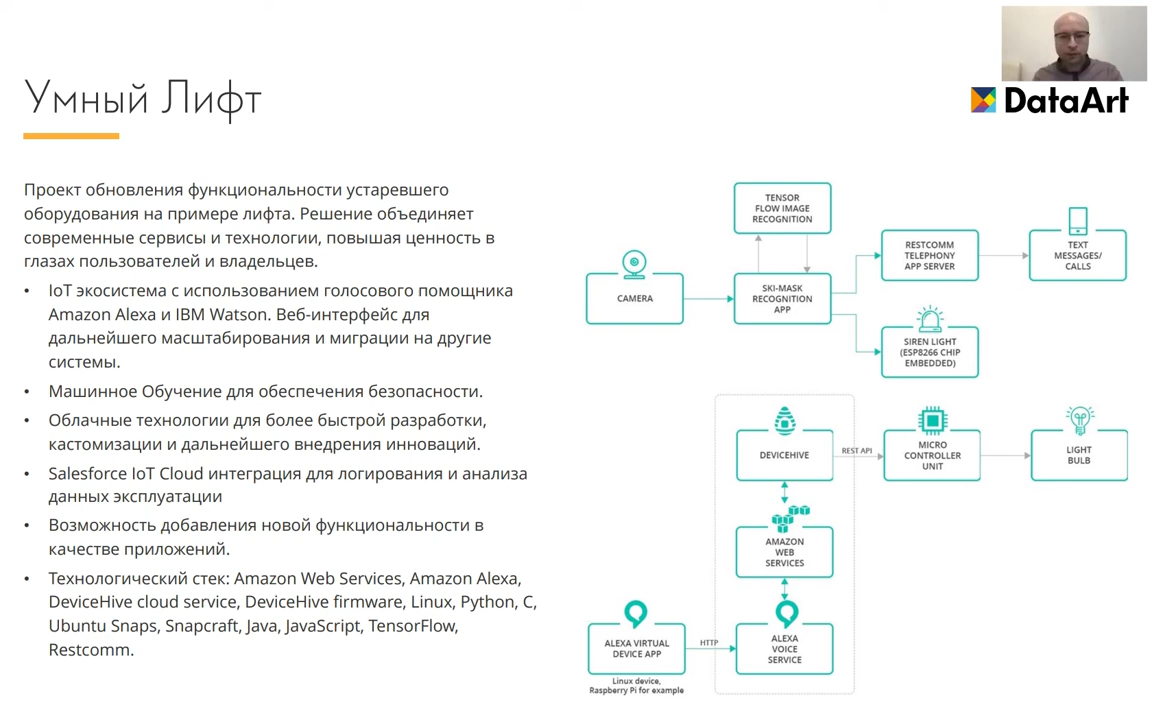 Умный Лифт
DataArt
Проект обновления функциональности устаревшего
оборудования на примере лифта. Решение объединяет
современные сервисы и технологии, повышая ценность в
глазах пользователей и владельцев.
• IoT экосистема с использованием голосового помощника
Amazon Alexa и IBM Watson. Веб-интерфейс для
дальнейшего масштабирования и миграции на другие
системы.
• Машинное Обучение для обеспечения безопасности.
• Облачные технологии для более быстрой разработки,
кастомизации и дальнейшего внедрения инноваций.
• Salesforce IoT Cloud интеграция для логирования и анализа
данных эксплуатации
• Возможность добавления новой функциональности в
качестве приложений.
• Технологический стек: Amazon Web Services, Amazon Alexa,
DeviceHive cloud service, DeviceHive firmware, Linux, Python, C,
Ubuntu Snaps, Snapcraft, Java, JavaScript, TensorFlow,
Restcomm.
TENSOR
FLOW IMAGE
RECOGNITION
CAMERA
SKI-MASK
RECOGNITION
APP
RESTCOMM
TELEPHONY
APP SERVER
TEXT
MESSAGES/
CALLS
SIREN LIGHT
(ESP8266 CHIP
EMBEDDED)
DEVICEHIVE
REST API
MICRO
CONTROLLER
UNIT
LIGHT
BULB
AMAZON
WEB
SERVICES
ALEXA VIRTUAL
DEVICE APP
HTTP
ALEXA
VOICE
SERVICE
Linux device,
Raspberry Pi for example